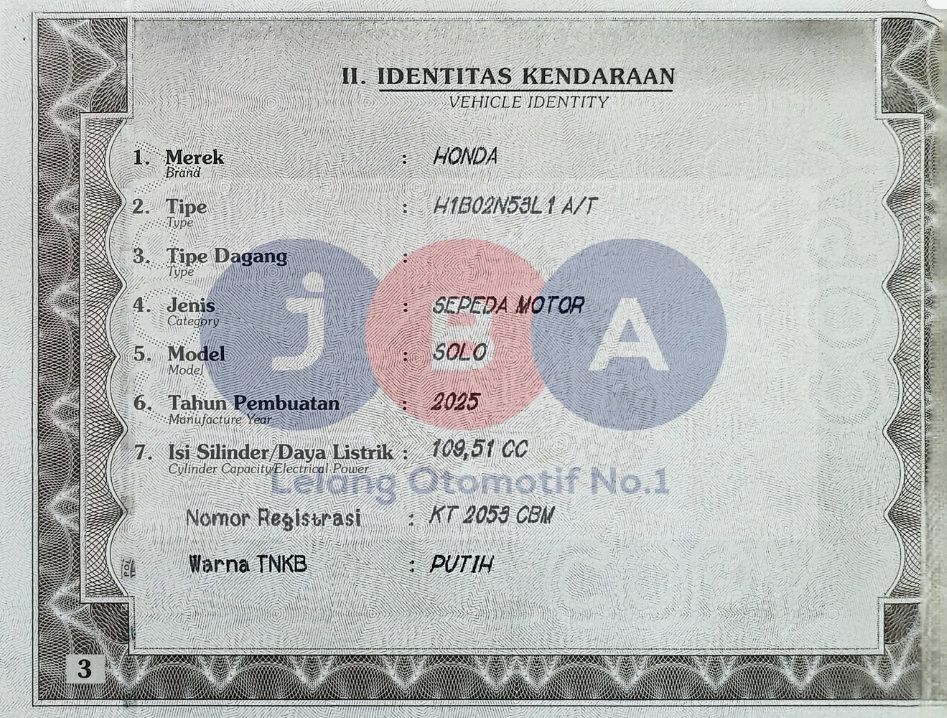 II. IDENTITAS KENDARAAN
VEHICLE IDENTITY
1. Merek : HONDA
Brand
2. Tipe : H1B02N53L1 A/T
Type
3. Tipe Dagang :
Type
4. Jenis : SEPEDA MOTOR
Category
5. Model : SOLO
Model
6. Tahun Pembuatan : 2025
Manufacture Year
7. Isi Silinder/Daya Listrik : 109,51 CC
Cylinder Capacity/Electrical Power
jBA
Lelang Otomotif No.1
Nomor Registrasi : KT 2053 CBM
Warna TNKB : PUTIH
3